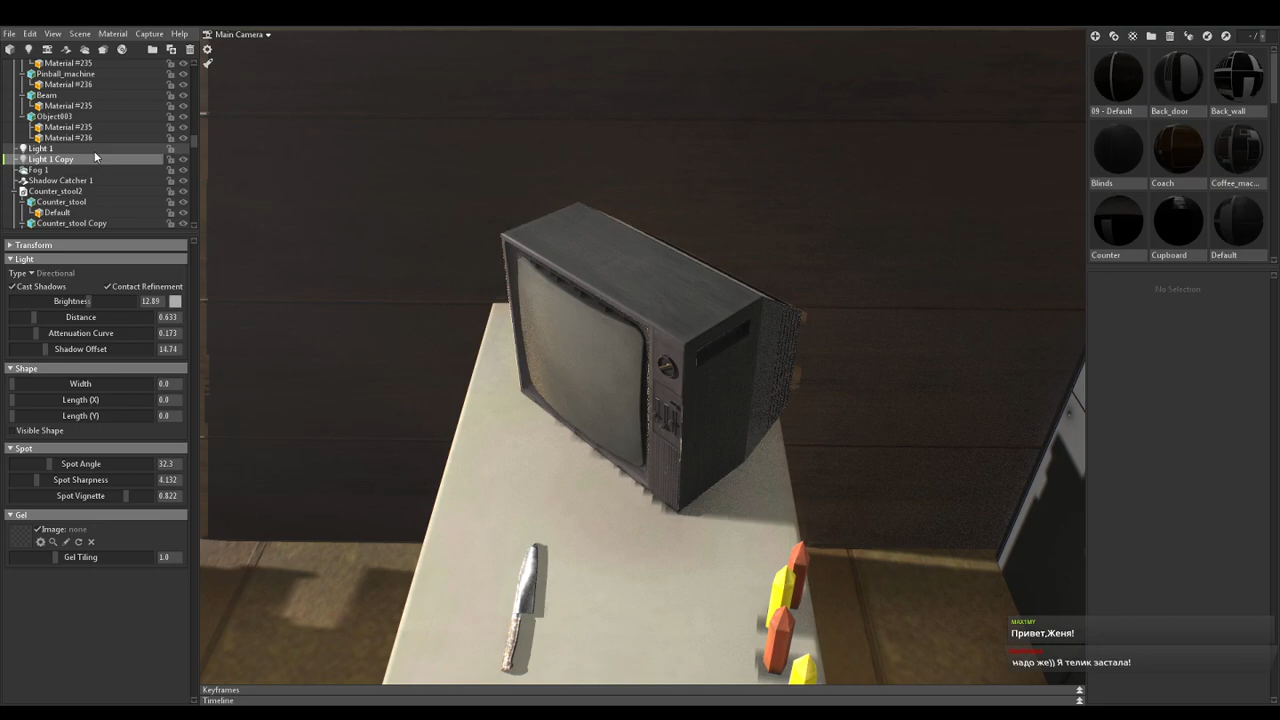 File Edit View Scene Material Capture Help
Main Camera
- /
Material #235
Pinball_machine
Material #236
Beam
Material #235
Object003
Material #235
Material #236
Light 1
Light 1 Copy
Fog 1
Shadow Catcher 1
Counter_stool2
Counter_stool
Default
Counter_stool Copy
Transform
Light
Type Directional
Cast Shadows Contact Refinement
Brightness 12.89
Distance 0.633
Attenuation Curve 0.173
Shadow Offset 14.74
Shape
Width 0.0
Length (X) 0.0
Length (Y) 0.0
Visible Shape
Spot
Spot Angle 32.3
Spot Sharpness 4.132
Spot Vignette 0.822
Gel
Image: none
Gel Tiling 1.0
09 - Default Back_door Back_wall
Blinds Coach Coffee_mac...
Counter Cupboard Default
No Selection
MAX1MY
Привет,Женя!
надо же)) Я телик застала!
Keyframes
Timeline